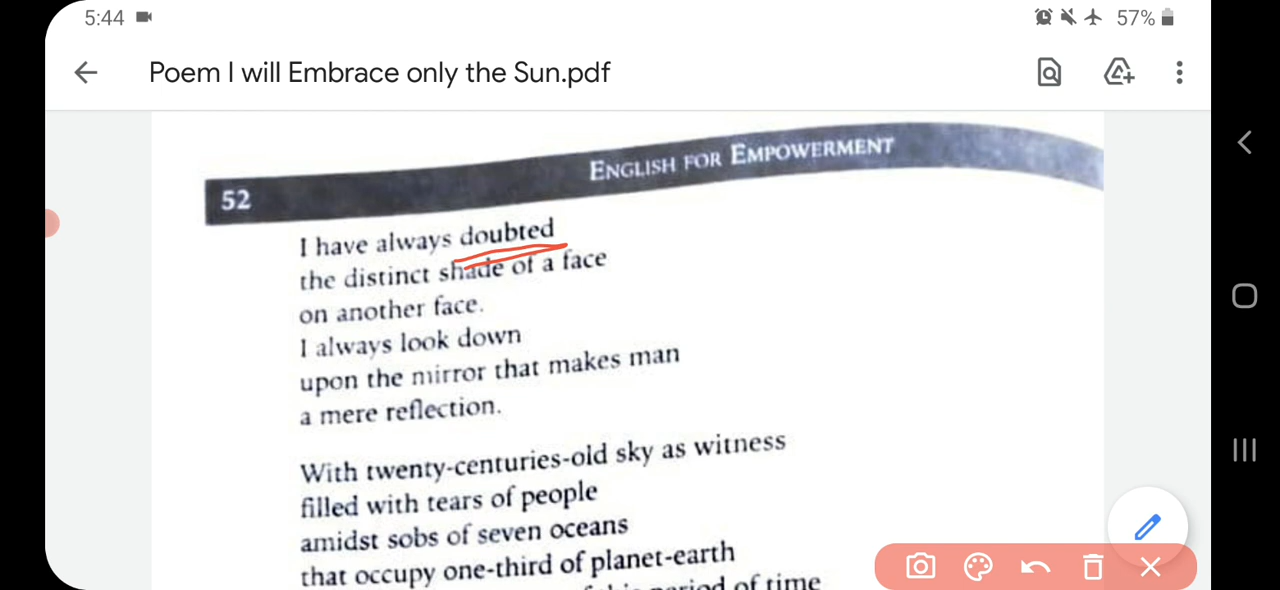 5:44 57%
Poem I will Embrace only the Sun.pdf
52 ENGLISH FOR EMPOWERMENT
I have always doubted
the distinct shade of a face
on another face.
I always look down
upon the mirror that makes man
a mere reflection.
With twenty-centuries-old sky as witness
filled with tears of people
amidst sobs of seven oceans
that occupy one-third of planet-earth
period of time